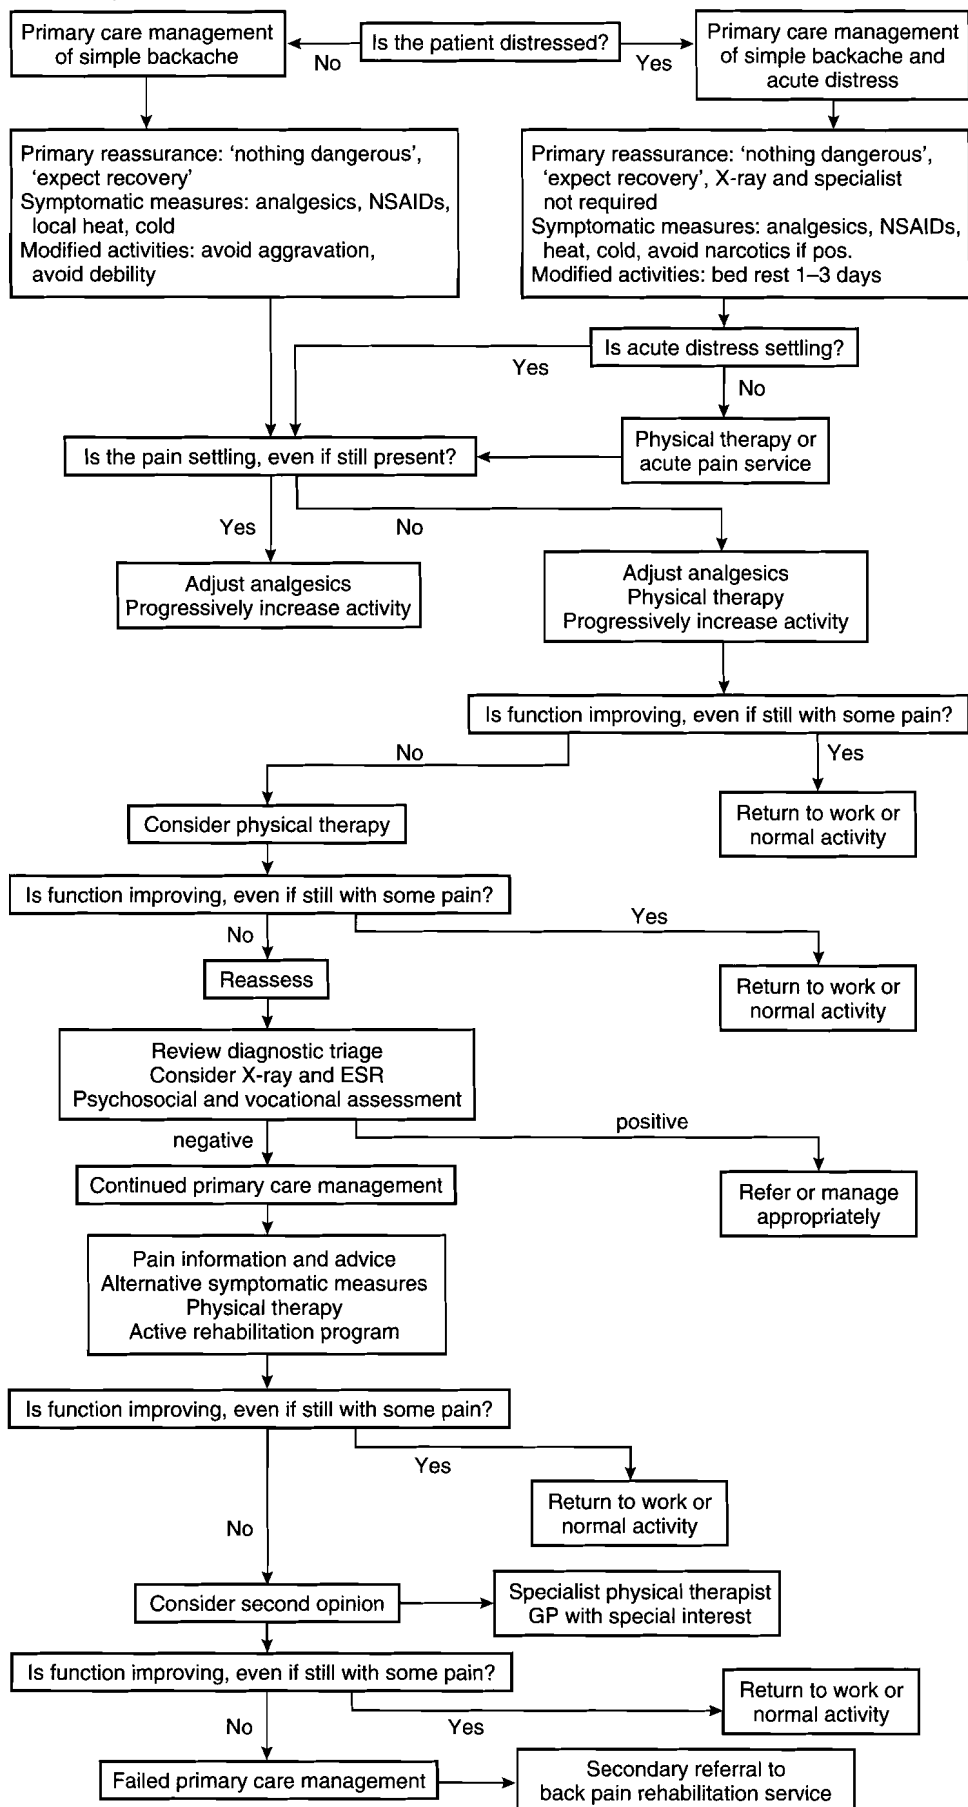 Primary care management
of simple backache
No
Is the patient distressed?
Yes
Primary care management
of simple backache and
acute distress
Primary reassurance: ‘nothing dangerous’,
‘expect recovery’
Symptomatic measures: analgesics, NSAIDs,
local heat, cold
Modified activities: avoid aggravation,
avoid debility
Primary reassurance: ‘nothing dangerous’,
‘expect recovery’, X-ray and specialist
not required
Symptomatic measures: analgesics, NSAIDs,
heat, cold, avoid narcotics if pos.
Modified activities: bed rest 1–3 days
Is acute distress settling?
Yes
No
Physical therapy or
acute pain service
Is the pain settling, even if still present?
Yes
No
Adjust analgesics
Progressively increase activity
Adjust analgesics
Physical therapy
Progressively increase activity
Is function improving, even if still with some pain?
No
Yes
Consider physical therapy
Return to work or
normal activity
Is function improving, even if still with some pain?
No
Yes
Reassess
Return to work or
normal activity
Review diagnostic triage
Consider X-ray and ESR
Psychosocial and vocational assessment
negative
positive
Continued primary care management
Refer or manage
appropriately
Pain information and advice
Alternative symptomatic measures
Physical therapy
Active rehabilitation program
Is function improving, even if still with some pain?
Yes
Return to work or
normal activity
No
Consider second opinion
Specialist physical therapist
GP with special interest
Is function improving, even if still with some pain?
No
Yes
Return to work or
normal activity
Failed primary care management
Secondary referral to
back pain rehabilitation service